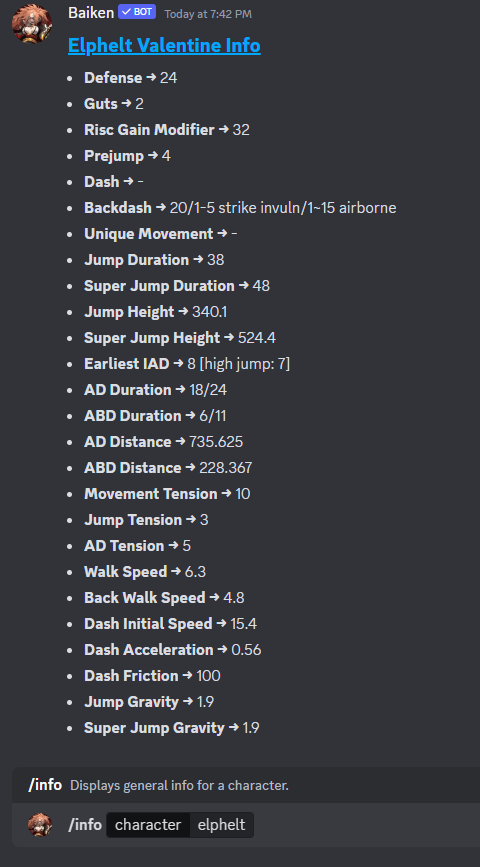 Baiken ✓ BOT Today at 7:42 PM
Elphelt Valentine Info
• Defense → 24
• Guts → 2
• Risc Gain Modifier → 32
• Prejump → 4
• Dash → -
• Backdash → 20/1-5 strike invuln/1~15 airborne
• Unique Movement → -
• Jump Duration → 38
• Super Jump Duration → 48
• Jump Height → 340.1
• Super Jump Height → 524.4
• Earliest IAD → 8 [high jump: 7]
• AD Duration → 18/24
• ABD Duration → 6/11
• AD Distance → 735.625
• ABD Distance → 228.367
• Movement Tension → 10
• Jump Tension → 3
• AD Tension → 5
• Walk Speed → 6.3
• Back Walk Speed → 4.8
• Dash Initial Speed → 15.4
• Dash Acceleration → 0.56
• Dash Friction → 100
• Jump Gravity → 1.9
• Super Jump Gravity → 1.9
/info Displays general info for a character.
/info character elphelt